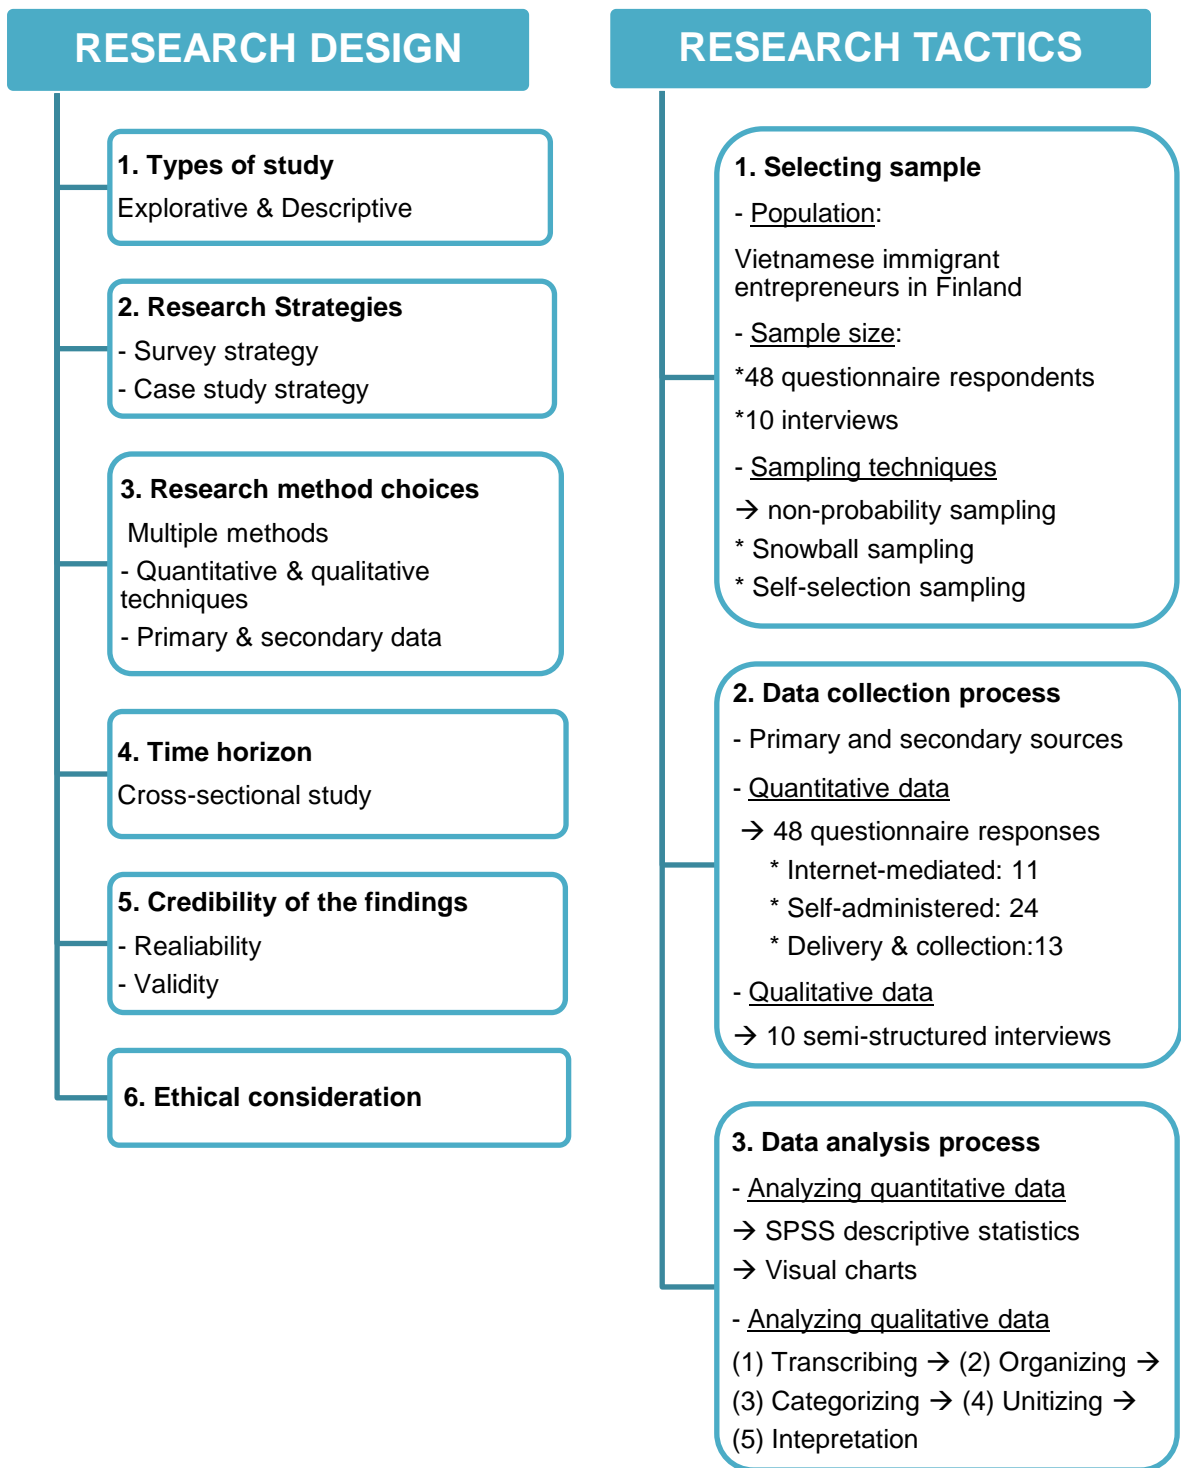 RESEARCH DESIGN
1. Types of study
Explorative & Descriptive
2. Research Strategies
- Survey strategy
- Case study strategy
3. Research method choices
Multiple methods
- Quantitative & qualitative
techniques
- Primary & secondary data
4. Time horizon
Cross-sectional study
5. Credibility of the findings
- Realiability
- Validity
6. Ethical consideration
RESEARCH TACTICS
1. Selecting sample
- Population:
Vietnamese immigrant
entrepreneurs in Finland
- Sample size:
*48 questionnaire respondents
*10 interviews
- Sampling techniques
→ non-probability sampling
* Snowball sampling
* Self-selection sampling
2. Data collection process
- Primary and secondary sources
- Quantitative data
→ 48 questionnaire responses
* Internet-mediated: 11
* Self-administered: 24
* Delivery & collection:13
- Qualitative data
→ 10 semi-structured interviews
3. Data analysis process
- Analyzing quantitative data
→ SPSS descriptive statistics
→ Visual charts
- Analyzing qualitative data
(1) Transcribing → (2) Organizing →
(3) Categorizing → (4) Unitizing →
(5) Intepretation